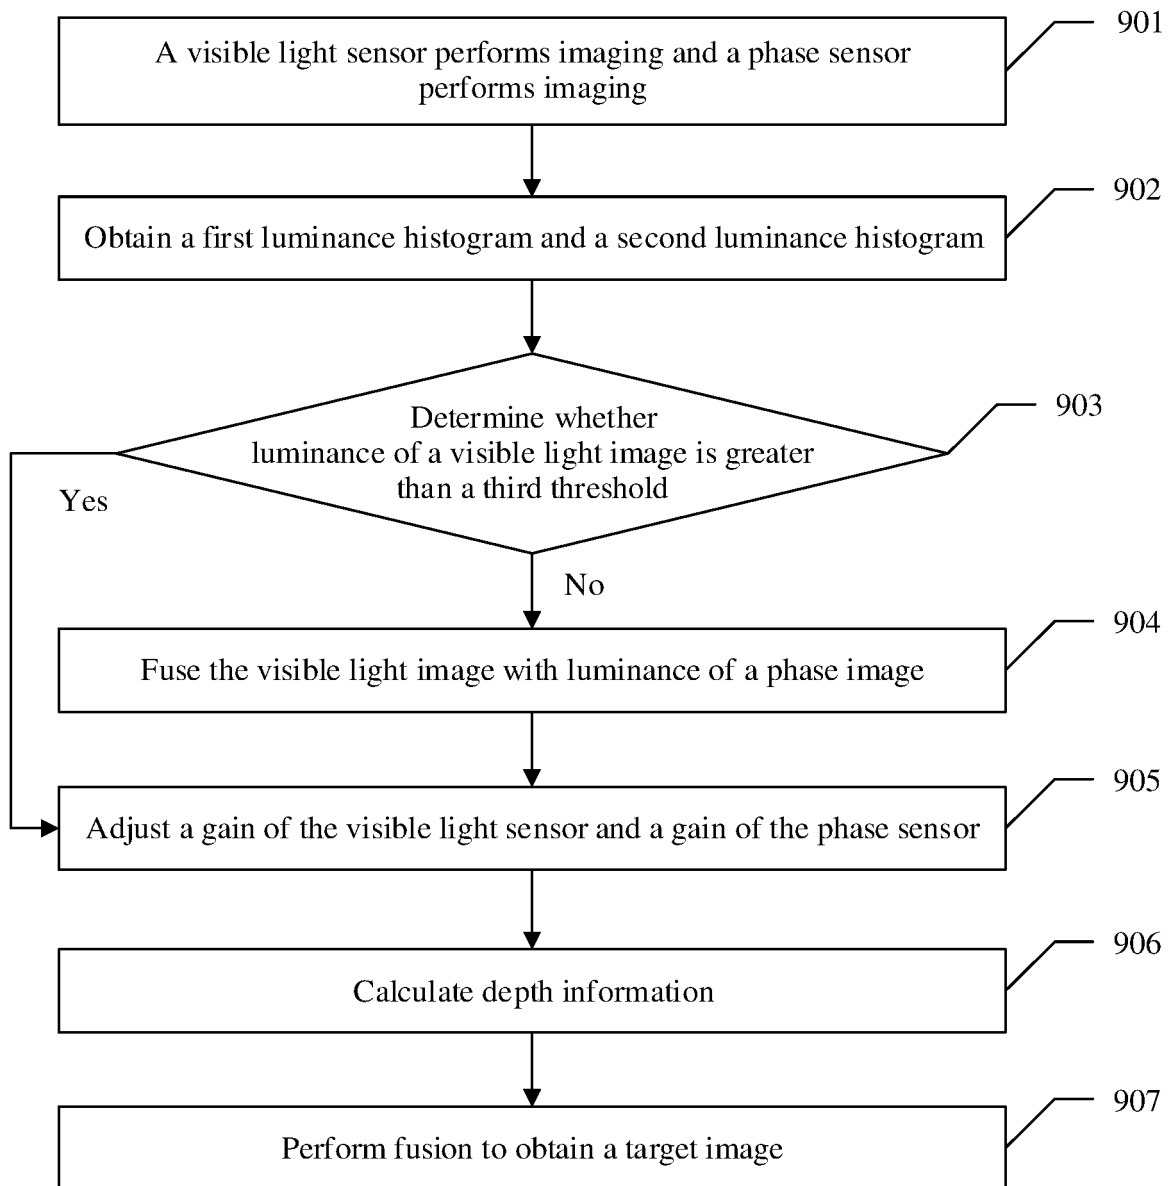 901
A visible light sensor performs imaging and a phase sensor
performs imaging
902
Obtain a first luminance histogram and a second luminance histogram
903
Determine whether
luminance of a visible light image is greater
than a third threshold
Yes
No
904
Fuse the visible light image with luminance of a phase image
905
Adjust a gain of the visible light sensor and a gain of the phase sensor
906
Calculate depth information
907
Perform fusion to obtain a target image